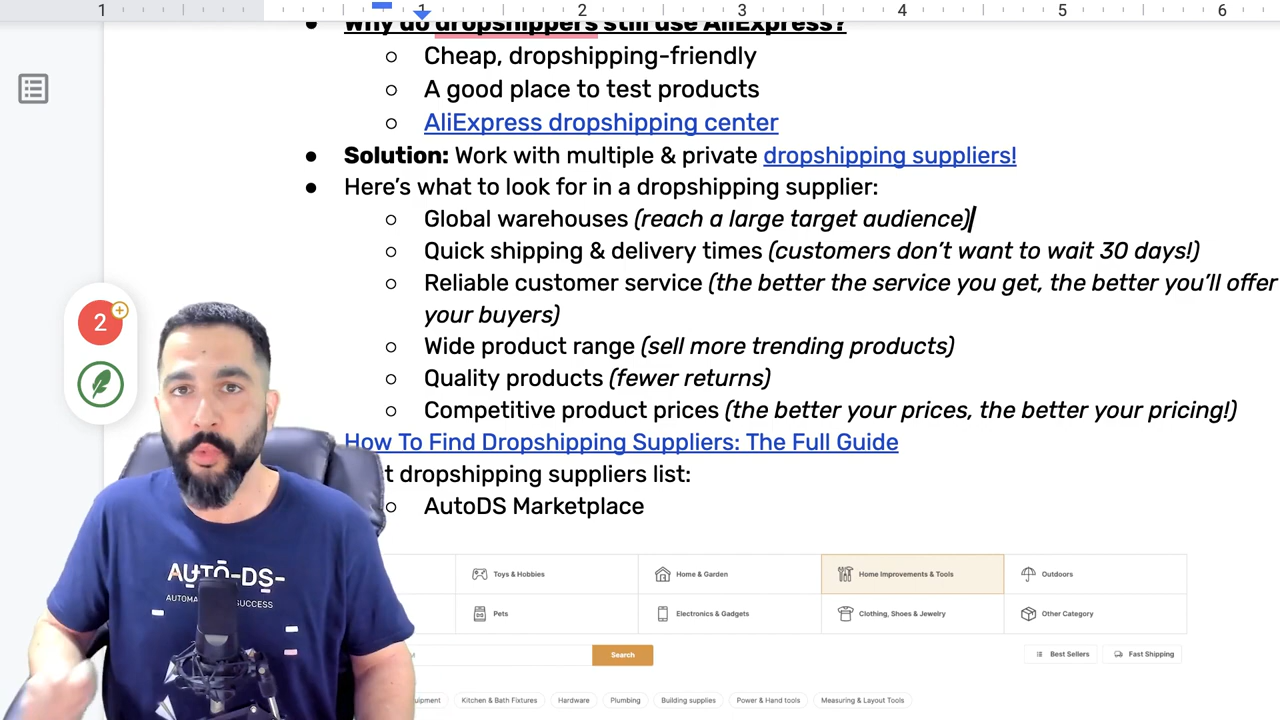 1 1 2 3 4 5 6
Why do dropshippers still use AliExpress?
Cheap, dropshipping-friendly
A good place to test products
AliExpress dropshipping center
Solution: Work with multiple & private dropshipping suppliers!
Here's what to look for in a dropshipping supplier:
Global warehouses (reach a large target audience)
Quick shipping & delivery times (customers don't want to wait 30 days!)
Reliable customer service (the better the service you get, the better you'll offer
your buyers)
Wide product range (sell more trending products)
Quality products (fewer returns)
Competitive product prices (the better your prices, the better your pricing!)
How To Find Dropshipping Suppliers: The Full Guide
dropshipping suppliers list:
AutoDS Marketplace
2
AUTO-DS-
Toys & Hobbies Home & Garden Home Improvements & Tools Outdoors
Pets Electronics & Gadgets Clothing, Shoes & Jewelry Other Category
Search Best Sellers Fast Shipping
Kitchen & Bath Fixtures Hardware Plumbing Building supplies Power & Hand tools Measuring & Layout Tools